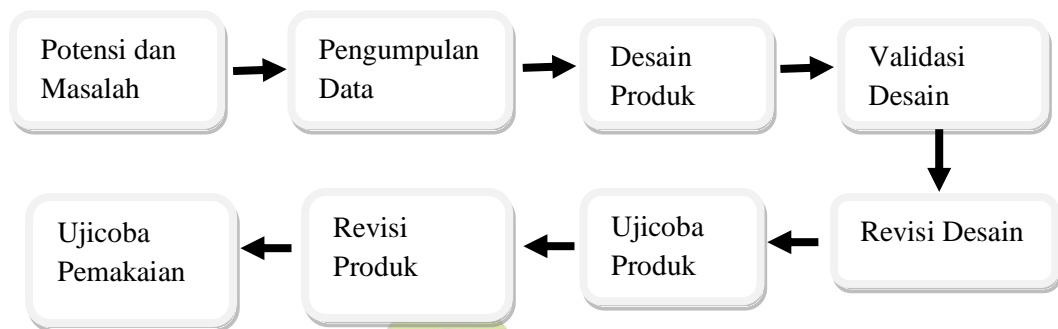 Potensi dan
Masalah
Pengumpulan
Data
Desain
Produk
Validasi
Desain
Revisi Desain
Ujicoba
Produk
Revisi
Produk
Ujicoba
Pemakaian